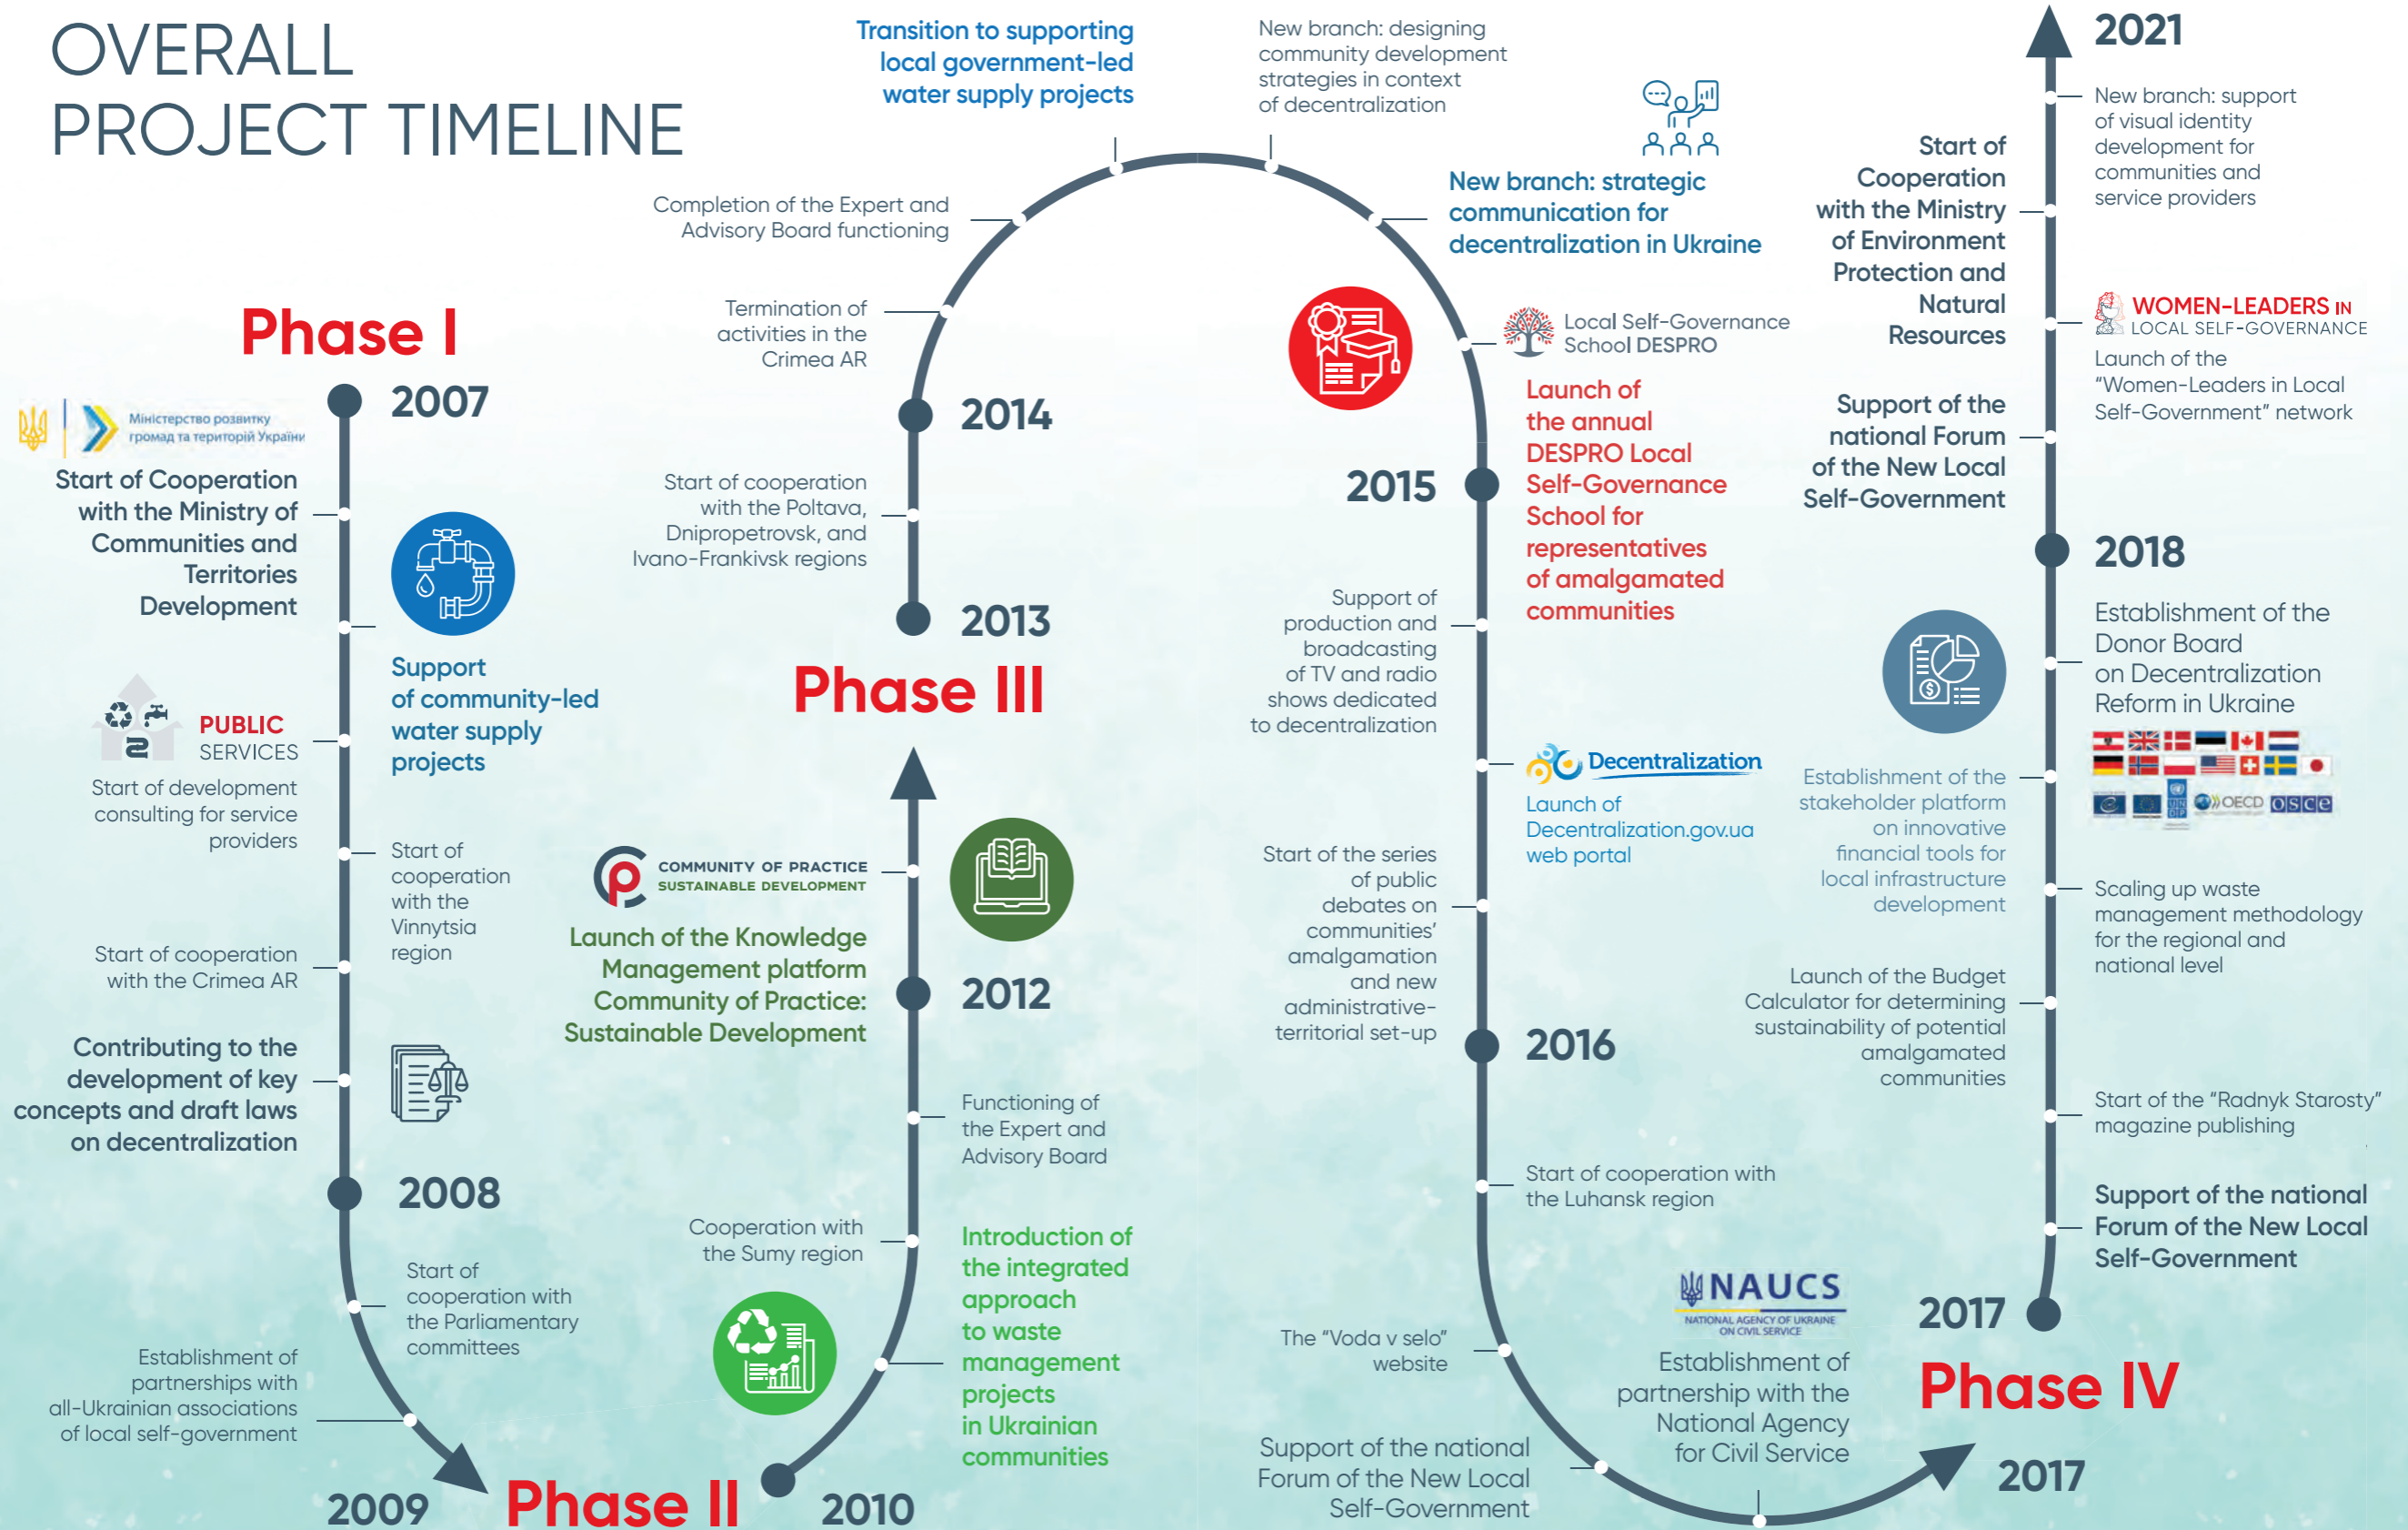 OVERALL
PROJECT TIMELINE
Phase I
2007
Міністерство розвитку
громад та територій України
Start of Cooperation
with the Ministry of
Communities and
Territories
Development
Support
of community-led
water supply
projects
PUBLIC
SERVICES
Start of development
consulting for service
providers
Start of
cooperation
with the
Vinnytsia
region
Start of cooperation
with the Crimea AR
Contributing to the
development of key
concepts and draft laws
on decentralization
2008
Start of
cooperation with
the Parliamentary
committees
Establishment of
partnerships with
all-Ukrainian associations
of local self-government
2009
Phase II
2010
Introduction of
the integrated
approach
to waste
management
projects
in Ukrainian
communities
Cooperation with
the Sumy region
Functioning of
the Expert and
Advisory Board
2012
COMMUNITY OF PRACTICE
SUSTAINABLE DEVELOPMENT
Launch of the Knowledge
Management platform
Community of Practice:
Sustainable Development
Phase III
2013
Start of cooperation
with the Poltava,
Dnipropetrovsk, and
Ivano-Frankivsk regions
2014
Termination of
activities in the
Crimea AR
Completion of the Expert and
Advisory Board functioning
Transition to supporting
local government-led
water supply projects
New branch: designing
community development
strategies in context
of decentralization
New branch: strategic
communication for
decentralization in Ukraine
Local Self-Governance
School DESPRO
Launch of
the annual
DESPRO Local
Self-Governance
School for
representatives
of amalgamated
communities
2015
Support of
production and
broadcasting
of TV and radio
shows dedicated
to decentralization
Decentralization
Launch of
Decentralization.gov.ua
web portal
Start of the series
of public
debates on
communities'
amalgamation
and new
administrative-
territorial set-up
2016
Start of cooperation with
the Luhansk region
The “Voda v selo”
website
Support of the national
Forum of the New Local
Self-Government
NAUCS
NATIONAL AGENCY OF UKRAINE
ON CIVIL SERVICE
Establishment of
partnership with the
National Agency
for Civil Service
2017
Phase IV
2017
Support of the national
Forum of the New Local
Self-Government
Start of the “Radnyk Starosty”
magazine publishing
Launch of the Budget
Calculator for determining
sustainability of potential
amalgamated
communities
Scaling up waste
management methodology
for the regional and
national level
Establishment of the
stakeholder platform
on innovative
financial tools for
local infrastructure
development
Establishment of the
Donor Board
on Decentralization
Reform in Ukraine
UNDP
OECD
OSCE
2018
Support of the
national Forum
of the New Local
Self-Government
WOMEN-LEADERS IN
LOCAL SELF-GOVERNANCE
Launch of the
“Women-Leaders in Local
Self-Government” network
Start of
Cooperation
with the Ministry
of Environment
Protection and
Natural
Resources
New branch: support
of visual identity
development for
communities and
service providers
2021